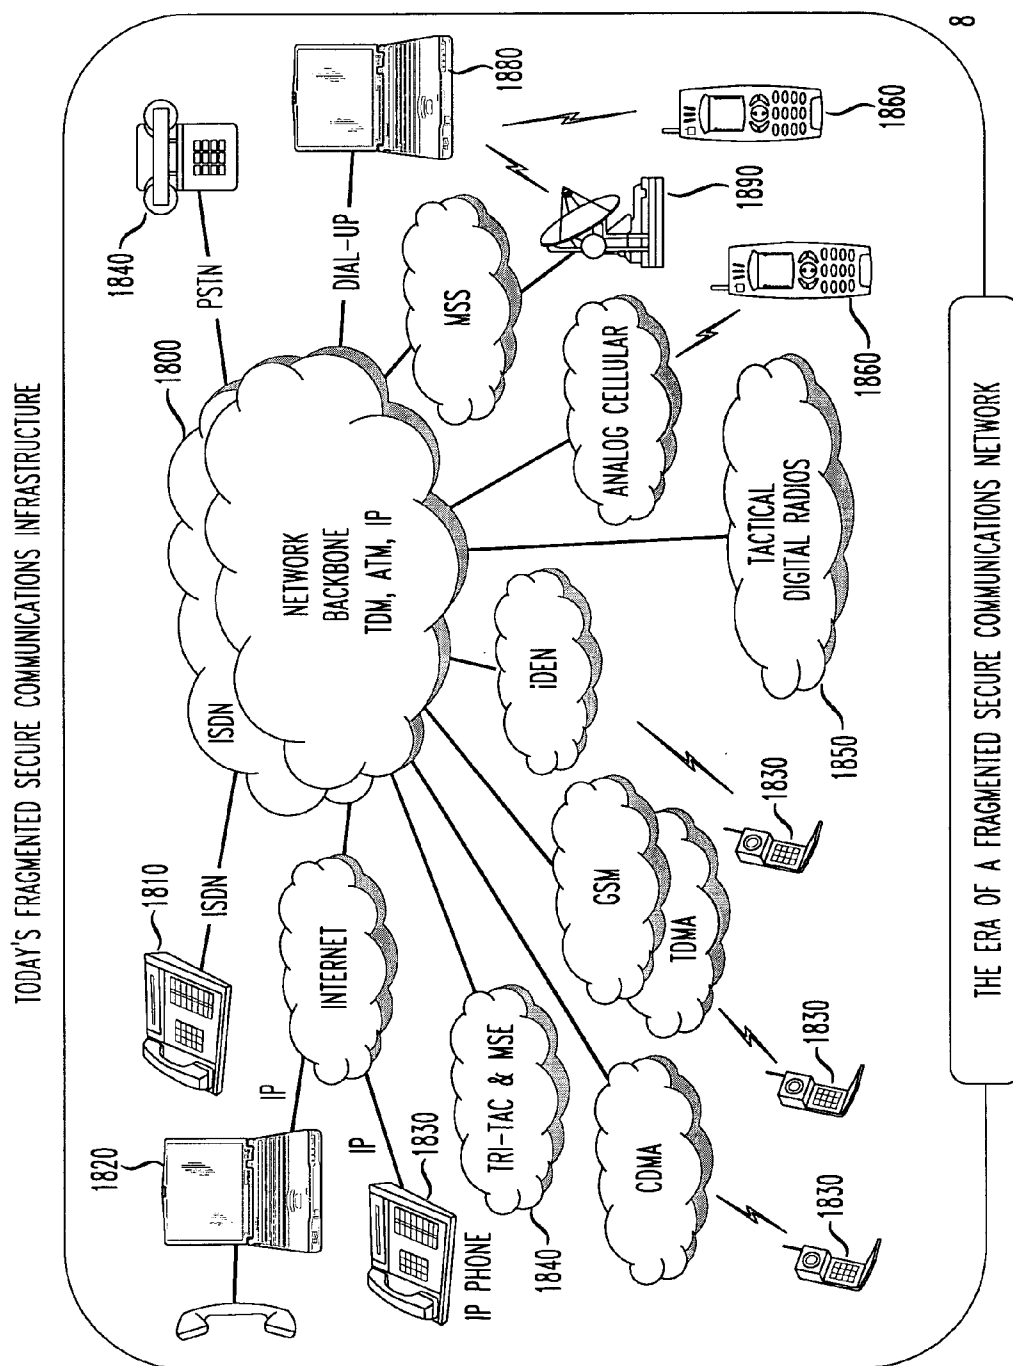 TODAY'S FRAGMENTED SECURE COMMUNICATIONS INFRASTRUCTURE
1820
1810
1800
1840
ISDN
PSTN
IP
ISDN
IP
INTERNET
NETWORK
BACKBONE
TDM, ATM, IP
DIAL-UP
1880
1830
IP PHONE
TRI-TAC & MSE
1840
MSS
1890
iDEN
ANALOG CELLULAR
GSM
TDMA
CDMA
TACTICAL
DIGITAL RADIOS
1850
1860
1860
1830
1830
1830
THE ERA OF A FRAGMENTED SECURE COMMUNICATIONS NETWORK
8